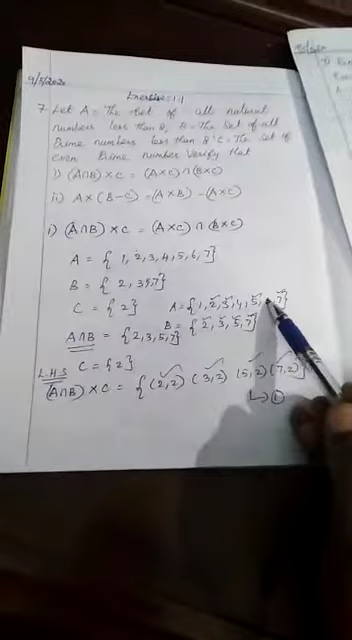 9/5/2020
Exercise:1.1
7. Let A = The set of all natural
numbers less than 8, B = The set of all
Prime numbers less than 8 C = The set of
even Prime number Verify that
i) (A∩B) × C = (A×C) ∩ (B×C)
ii) A × (B-C) = (A×B) - (A×C)
i) (A∩B) × C = (A×C) ∩ (B×C)
A = {1, 2, 3, 4, 5, 6, 7}
B = {2, 3, 5, 7}
C = {2} A = {1, 2, 3, 4, 5, 7}
B = {2, 3, 5, 7}
A∩B = {2, 3, 5, 7}
L.H.S C = {2}
(A∩B) × C = { (2,2) (3,2) (5,2) (7,2) }
↳ ①